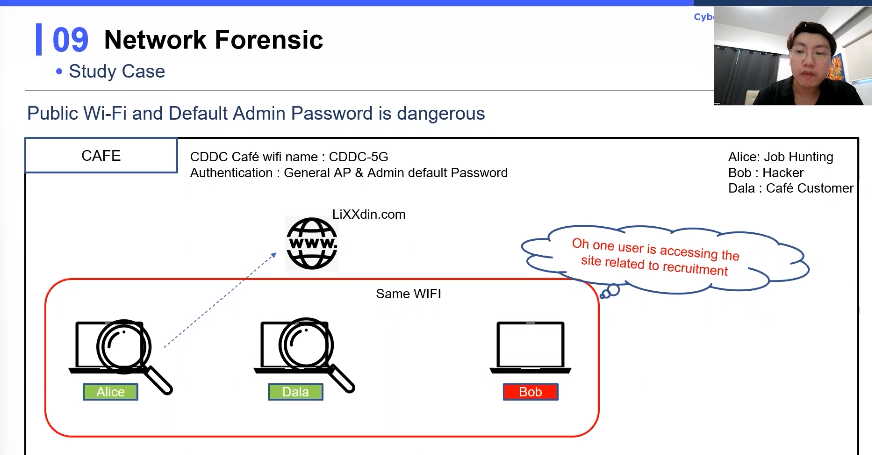 Cybe
09 Network Forensic
• Study Case
Public Wi-Fi and Default Admin Password is dangerous
CAFE
CDDC Café wifi name : CDDC-5G
Authentication : General AP & Admin default Password
Alice: Job Hunting
Bob : Hacker
Dala : Café Customer
LiXXdin.com
www.
Oh one user is accessing the
site related to recruitment
Same WIFI
Alice
Dala
Bob